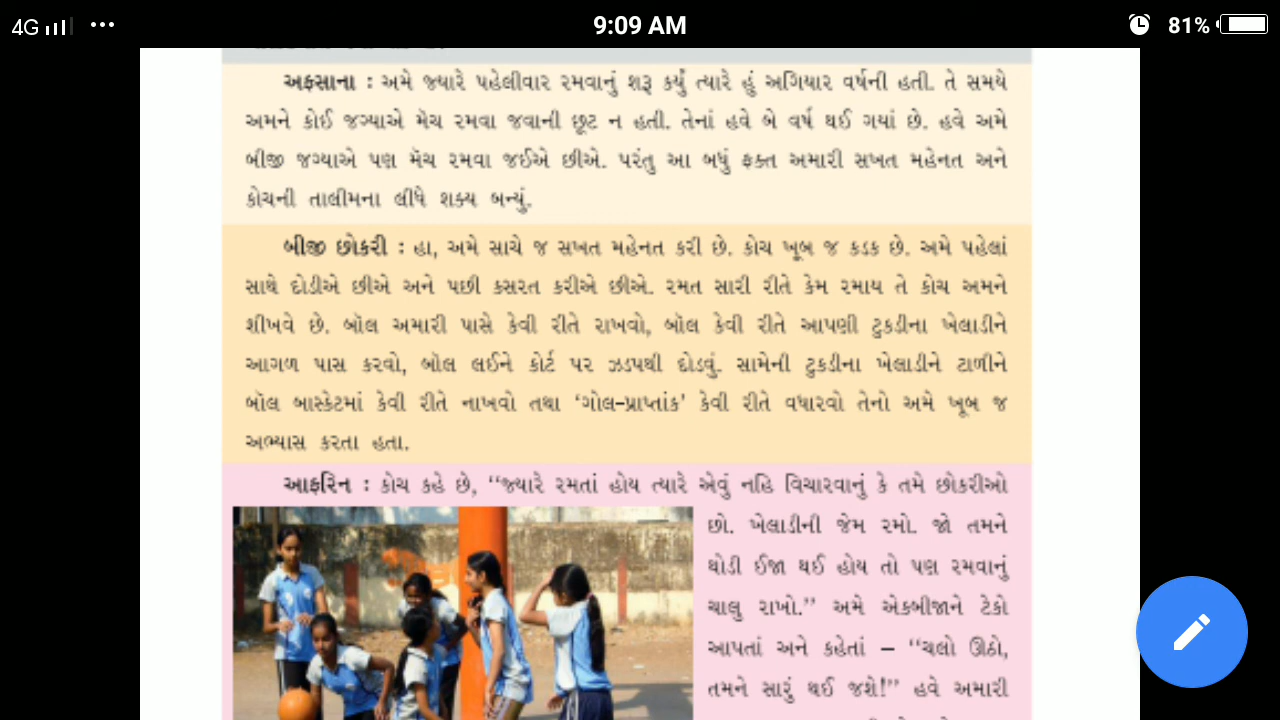 4G
9:09 AM
81%
અફસાના : અમે જ્યારે પહેલીવાર રમવાનું શરૂ કર્યું ત્યારે હું અગિયાર વર્ષની હતી. તે સમયે
અમને કોઈ જગ્યાએ મૅચ રમવા જવાની છૂટ ન હતી. તેનાં હવે બે વર્ષ થઈ ગયાં છે. હવે અમે
બીજી જગ્યાએ પણ મૅચ રમવા જઈએ છીએ. પરંતુ આ બધું ફક્ત અમારી સખત મહેનત અને
કોચની તાલીમના લીધે શક્ય બન્યું.
બીજી છોકરી : હા, અમે સાચે જ સખત મહેનત કરી છે. કોચ ખૂબ જ કડક છે. અમે પહેલાં
સાથે દોડીએ છીએ અને પછી કસરત કરીએ છીએ. રમત સારી રીતે કેમ રમાય તે કોચ અમને
શીખવે છે. બૉલ અમારી પાસે કેવી રીતે રાખવો, બૉલ કેવી રીતે આપણી ટુકડીના ખેલાડીને
આગળ પાસ કરવો, બૉલ લઈને કોર્ટ પર ઝડપથી દોડવું. સામેની ટુકડીના ખેલાડીને ટાળીને
બૉલ બાસ્કેટમાં કેવી રીતે નાખવો તથા ‘ગોલ-પ્રાપ્તાંક’ કેવી રીતે વધારવો તેનો અમે ખૂબ જ
અભ્યાસ કરતા હતા.
આફરિન : કોચ કહે છે, ‘‘જ્યારે રમતાં હોય ત્યારે એવું નહિ વિચારવાનું કે તમે છોકરીઓ
છો. ખેલાડીની જેમ રમો. જો તમને
થોડી ઈજા થઈ હોય તો પણ રમવાનું
ચાલુ રાખો.’’ અમે એકબીજાને ટેકો
આપતાં અને કહેતાં – ‘‘ચલો ઊઠો,
તમને સારું થઈ જશે!’’ હવે અમારી